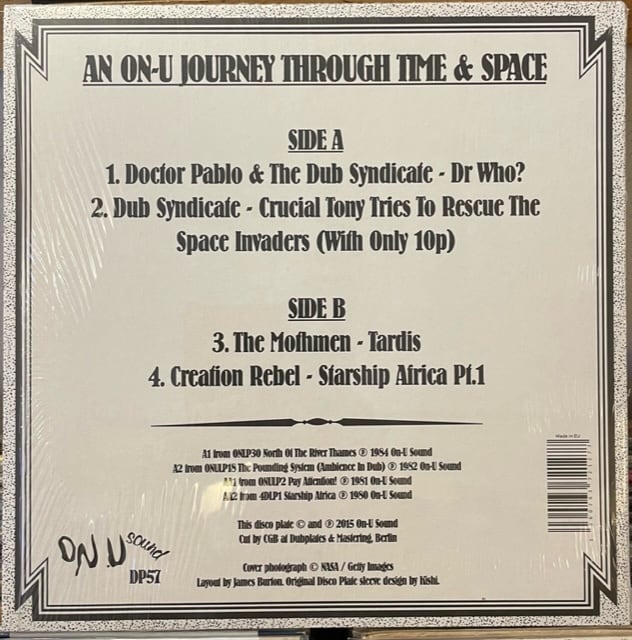 AN ON-U JOURNEY THROUGH TIME & SPACE
SIDE A
1. Doctor Pablo & The Dub Syndicate - Dr Who?
2. Dub Syndicate - Crucial Tony Tries To Rescue The
Space Invaders (With Only 10p)
SIDE B
3. The Mothmen - Tardis
4. Creation Rebel - Starship Africa Pt.1
A1 from ONLP30 North Of The River Thames ℗ 1984 On-U Sound
A2 from ONULP18 The Pounding System (Ambience In Dub) ℗ 1982 On-U Sound
from ONULP2 Pay Attention! ℗ 1981 On-U Sound
from 4DLP1 Starship Africa ℗ 1980 On-U Sound
This disco plate © and ℗ 2015 On-U Sound
Cut by CGB at Dubplates & Mastering, Berlin
Cover photograph © NASA / Getty Images
Layout by James Burton. Original Disco Plate sleeve design by Kishi.
Made in EU
ON.U sound
DP57